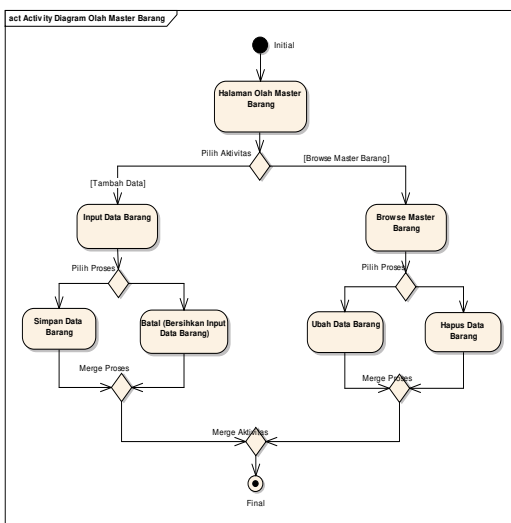 act Activity Diagram Olah Master Barang
Initial
Halaman Olah Master
Barang
Pilih Aktivitas
[Browse Master Barang]
[Tambah Data]
Input Data Barang
Browse Master
Barang
Pilih Proses
Pilih Proses
Simpan Data
Barang
Batal (Bersihkan Input
Data Barang)
Ubah Data Barang
Hapus Data
Barang
Merge Proses
Merge Proses
Merge Aktivitas
Final